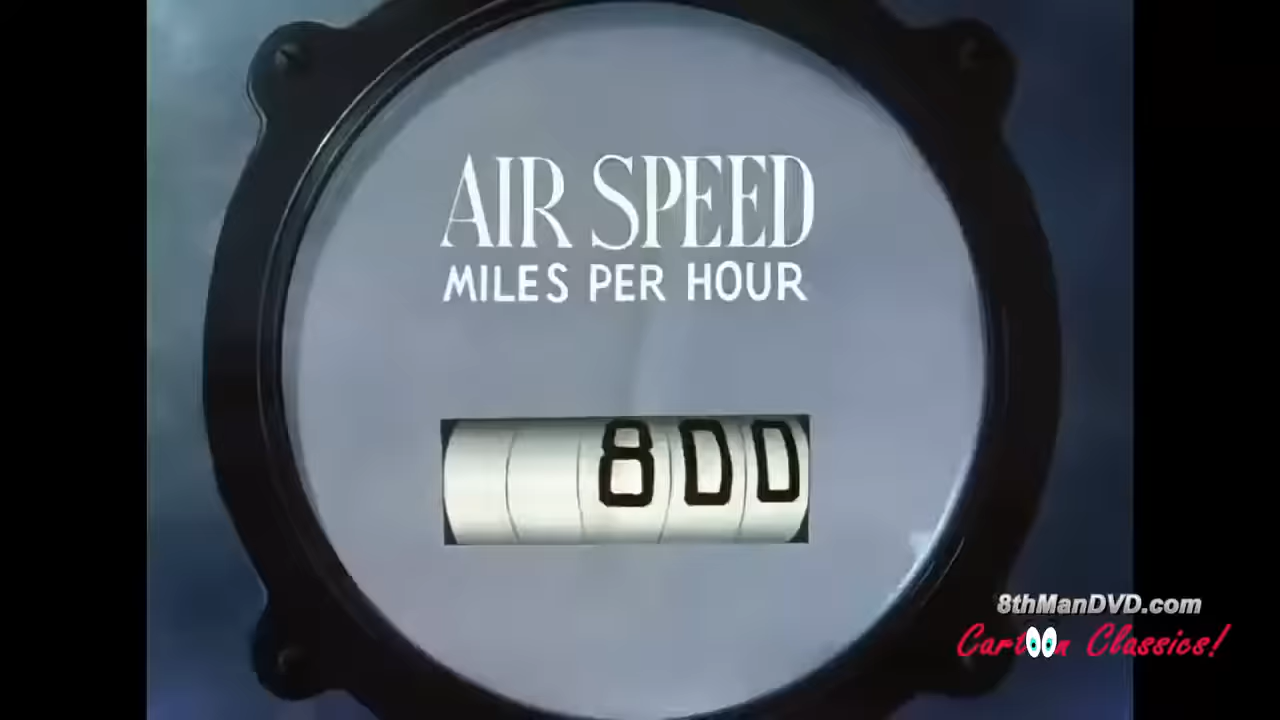 AIR SPEED
MILES PER HOUR
800
8thManDVD.com
Cartoon Classics!